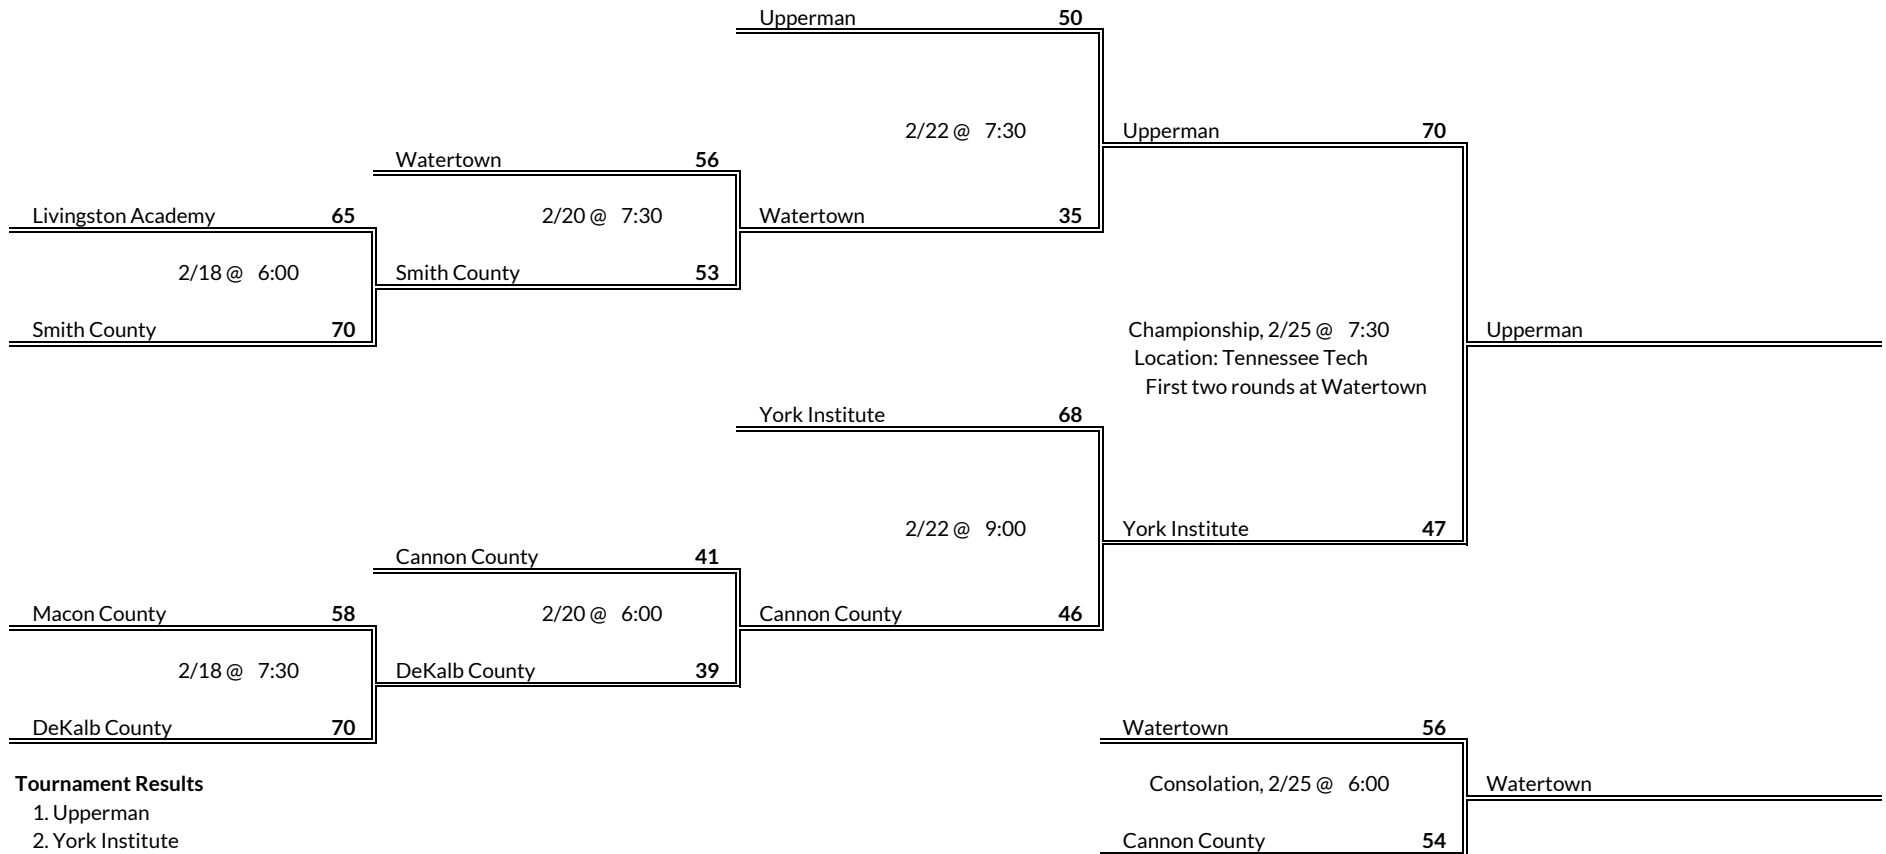 Upperman 50
2/22 @ 7:30
Upperman 70
Watertown 56
Livingston Academy 65
2/20 @ 7:30
Watertown 35
2/18 @ 6:00
Smith County 53
Smith County 70
Championship, 2/25 @ 7:30
Upperman
Location: Tennessee Tech
First two rounds at Watertown
York Institute 68
2/22 @ 9:00
York Institute 47
Cannon County 41
Macon County 58
2/20 @ 6:00
Cannon County 46
2/18 @ 7:30
DeKalb County 39
DeKalb County 70
Watertown 56
Tournament Results
Consolation, 2/25 @ 6:00
Watertown
1. Upperman
2. York Institute
Cannon County 54